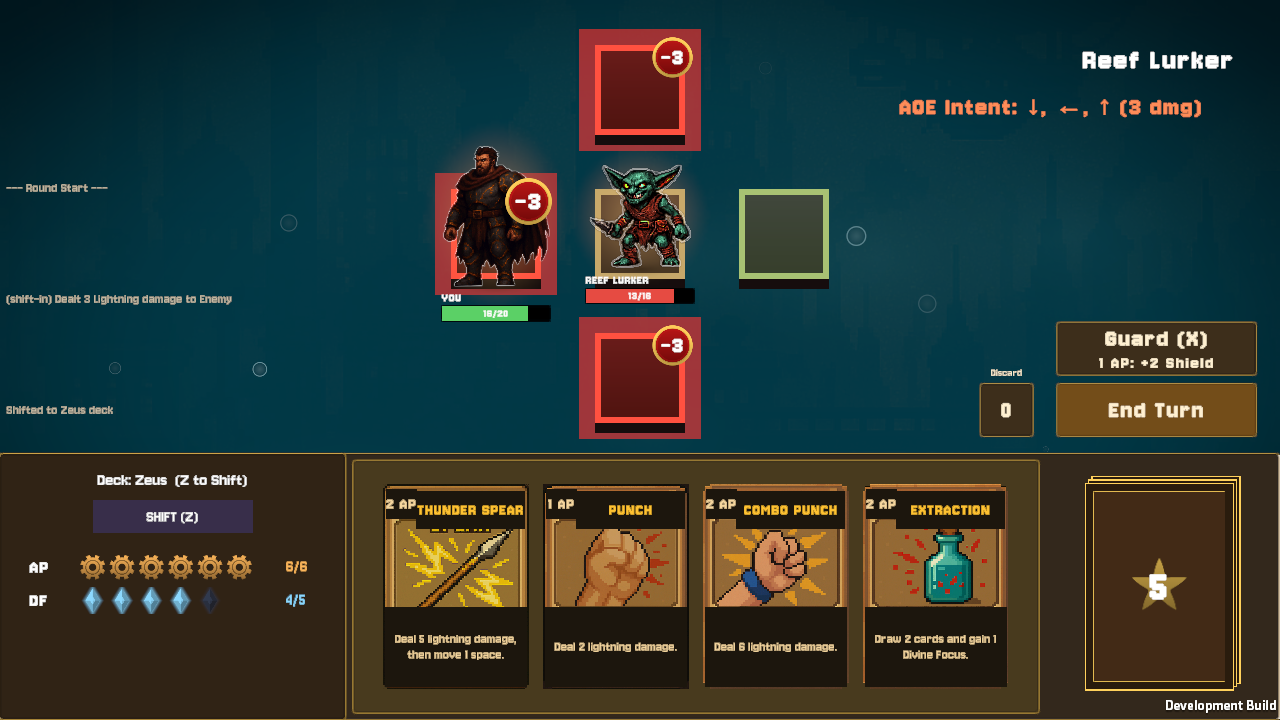 -3
Reef Lurker
AOE Intent: ↓, ←, ↑ (3 dmg)
--- Round Start ---
-3
(shift-in) Dealt 3 Lightning damage to Enemy
REEF LURKER
13/16
YOU
16/20
-3
Shifted to Zeus deck
Guard (X)
1 AP: +2 Shield
Discard
0
End Turn
Deck: Zeus (Z to Shift)
SHIFT (Z)
AP
6/6
DF
4/5
2 AP
THUNDER SPEAR
Deal 5 lightning damage,
then move 1 space.
1 AP
PUNCH
Deal 2 lightning damage.
2 AP
COMBO PUNCH
Deal 6 lightning damage.
2 AP
EXTRACTION
Draw 2 cards and gain 1
Divine Focus.
5
Development Build